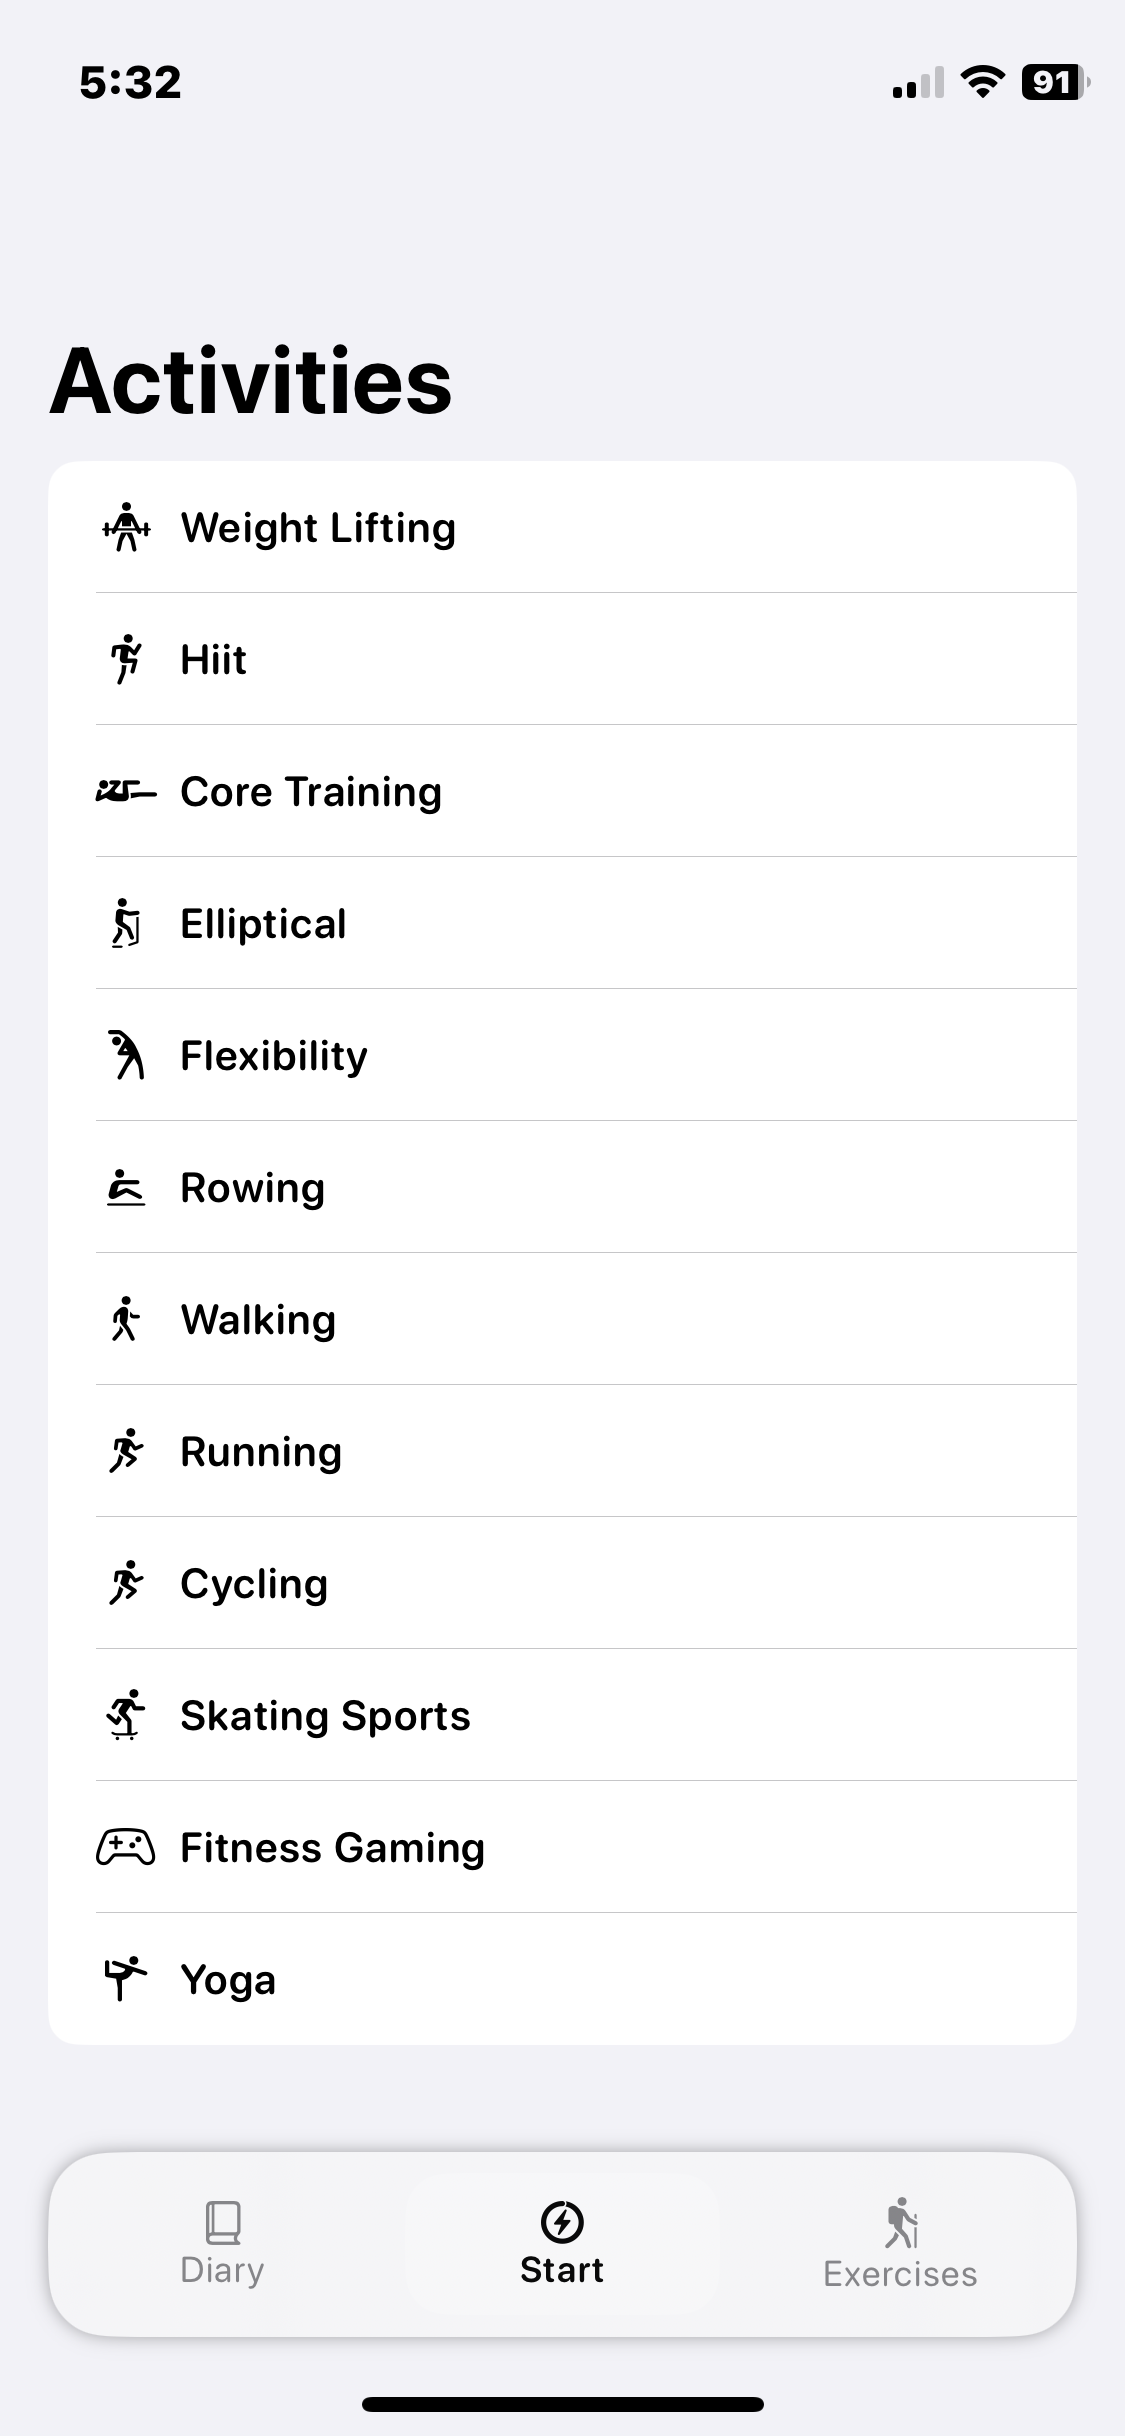 5:32
91
Activities
Weight Lifting
Hiit
Core Training
Elliptical
Flexibility
Rowing
Walking
Running
Cycling
Skating Sports
Fitness Gaming
Yoga
Diary
Start
Exercises